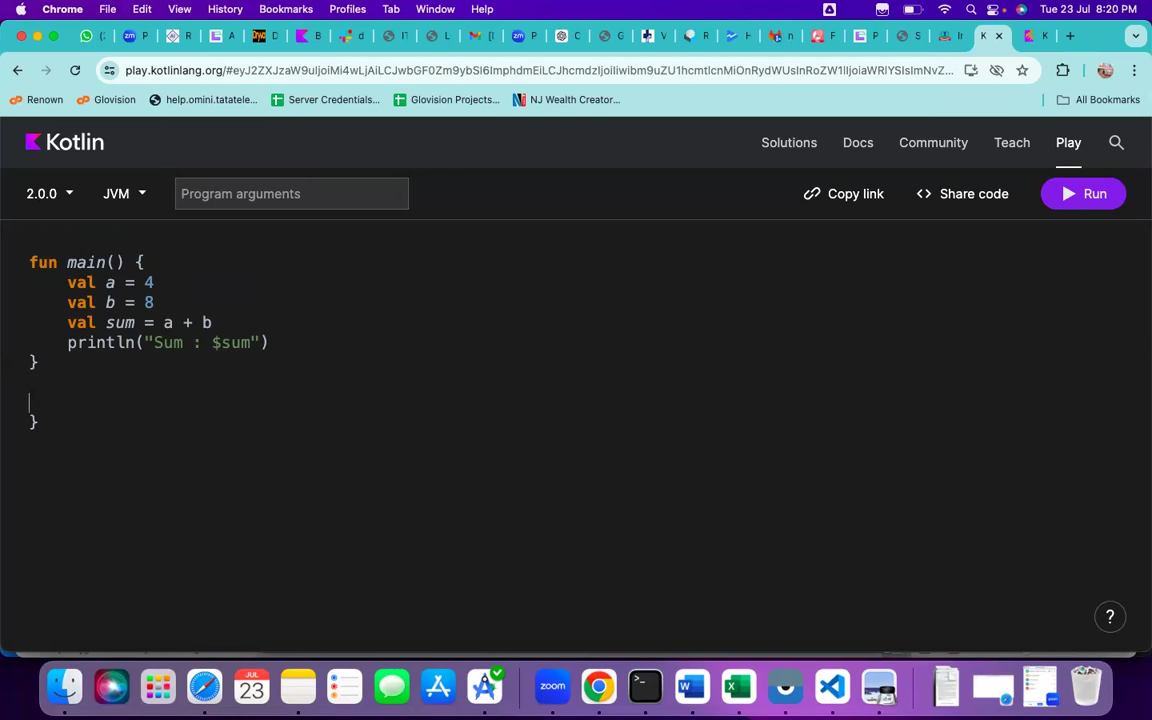 Chrome File Edit View History Bookmarks Profiles Tab Window Help Tue 23 Jul 8:20 PM
play.kotlinlang.org/#eyJ2ZXJzaW9uIjoiMi4wLjAiLCJwbGF0Zm9ybSI6ImphdmEiLCJhcmdzIjoiIiwibm9uZU1hcmtlcnMiOnRydWUsInRoZW1lIjoiaWRlYSIsImNvZ...
Renown Glovision help.omini.tatatele... Server Credentials... Glovision Projects... NJ Wealth Creator... All Bookmarks
Kotlin Solutions Docs Community Teach Play
2.0.0 JVM Program arguments Copy link Share code Run
fun main() {
val a = 4
val b = 8
val sum = a + b
println("Sum : $sum")
}
}
?
JUL
23
zoom